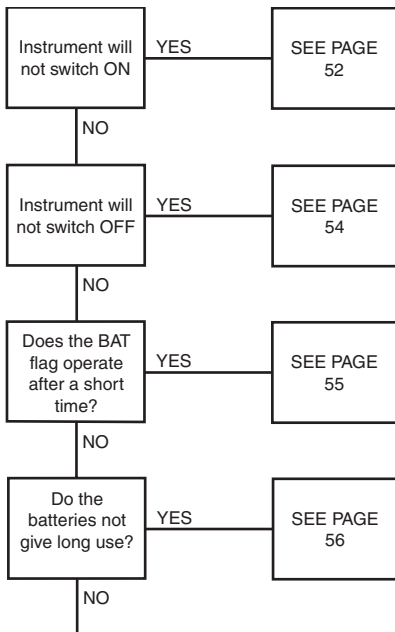 Instrument will
not switch ON
YES
SEE PAGE
52
NO
Instrument will
not switch OFF
YES
SEE PAGE
54
NO
Does the BAT
flag operate
after a short
time?
YES
SEE PAGE
55
NO
Do the
batteries not
give long use?
YES
SEE PAGE
56
NO